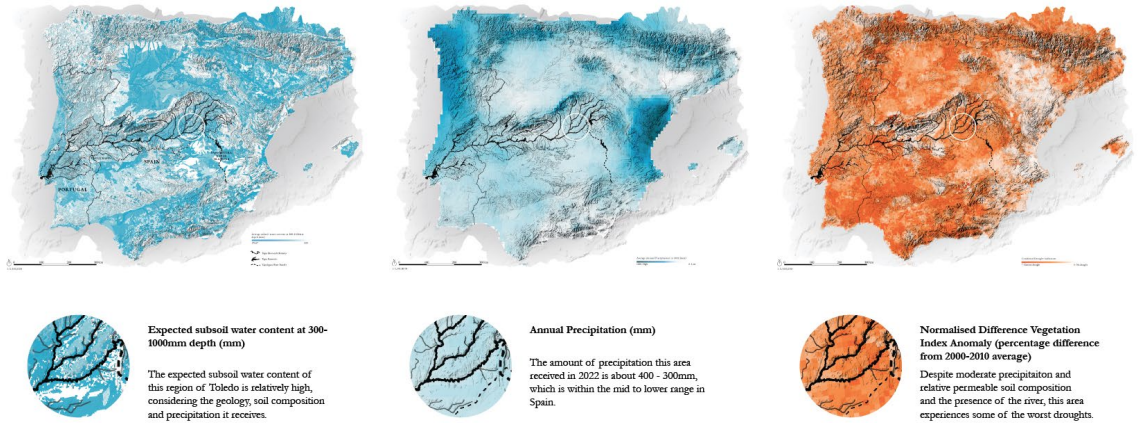 SPAIN
PORTUGAL
Expected subsoil water content at 300-
1000mm depth (mm)
The expected subsoil water content of
this region of Toledo is relatively high,
considering the geology, soil composition
and precipitation it receives.
Annual Precipitation (mm)
The amount of precipitation this area
received in 2022 is about 400 - 300mm,
which is within the mid to lower range in
Spain.
Normalised Difference Vegetation
Index Anomaly (percentage difference
from 2000-2010 average)
Despite moderate precipitaiton and
relative permeable soil composition
and the presence of the river, this area
experiences some of the worst droughts.